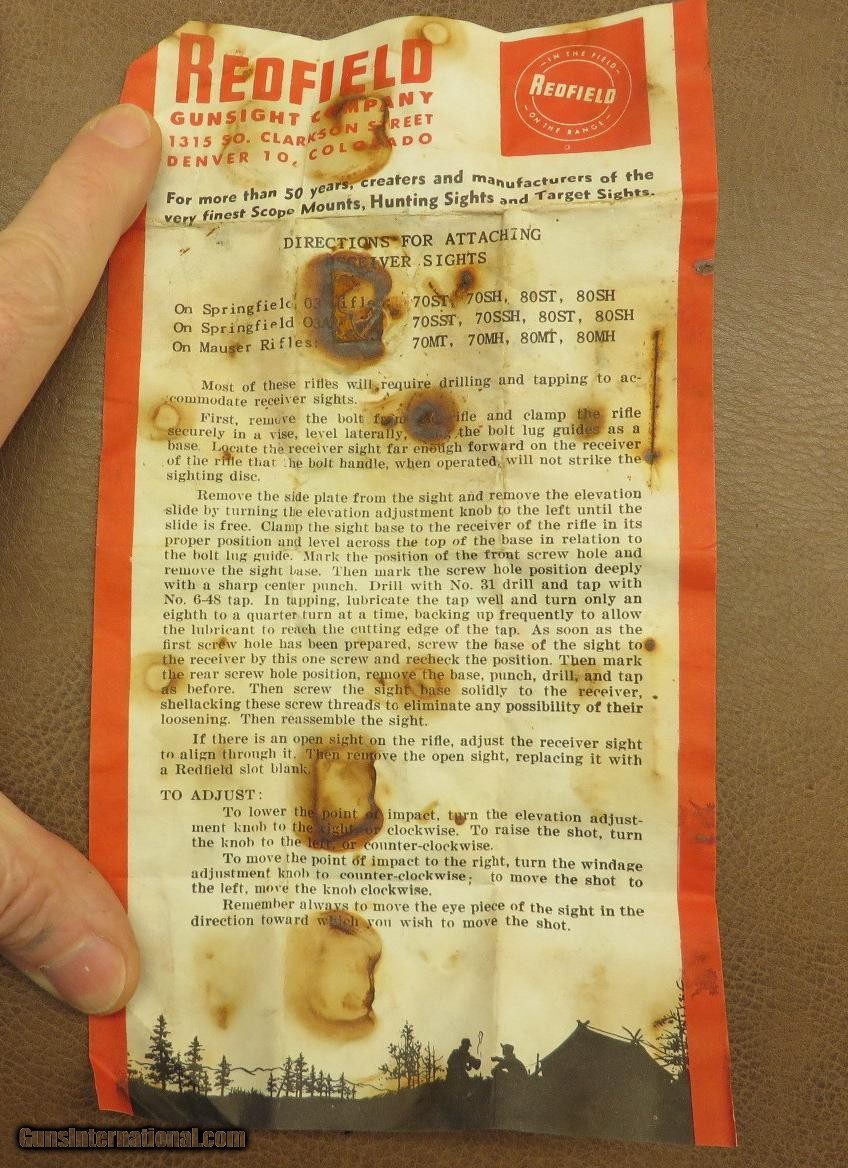 REDFIELD
GUNSIGHT COMPANY
1315 SO. CLARKSON STREET
DENVER 10, COLORADO
IN THE FIELD
REDFIELD
ON THE RANGE
For more than 50 years, creaters and manufacturers of the
very finest Scope Mounts, Hunting Sights and Target Sights.
DIRECTIONS FOR ATTACHING
RECEIVER SIGHTS
On Springfield 03 Rifles 70ST, 70SH, 80ST, 80SH
On Springfield 03A 70SST, 70SSH, 80ST, 80SH
On Mauser Rifles: 70MT, 70MH, 80MT, 80MH
Most of these rifles will require drilling and tapping to ac-
commodate receiver sights.
First, remove the bolt from rifle and clamp the rifle
securely in a vise, level laterally, the bolt lug guides as a
base. Locate the receiver sight far enough forward on the receiver
of the rifle that the bolt handle, when operated, will not strike the
sighting disc.
Remove the side plate from the sight and remove the elevation
slide by turning the elevation adjustment knob to the left until the
slide is free. Clamp the sight base to the receiver of the rifle in its
proper position and level across the top of the base in relation to
the bolt lug guide. Mark the position of the front screw hole and
remove the sight base. Then mark the screw hole position deeply
with a sharp center punch. Drill with No. 31 drill and tap with
No. 6-48 tap. In tapping, lubricate the tap well and turn only an
eighth to a quarter turn at a time, backing up frequently to allow
the lubricant to reach the cutting edge of the tap. As soon as the
first screw hole has been prepared, screw the base of the sight to
the receiver by this one screw and recheck the position. Then mark
the rear screw hole position, remove the base, punch, drill, and tap
as before. Then screw the sight base solidly to the receiver,
shellacking these screw threads to eliminate any possibility of their
loosening. Then reassemble the sight.
If there is an open sight on the rifle, adjust the receiver sight
to align through it. Then remove the open sight, replacing it with
a Redfield slot blank.
TO ADJUST:
To lower the point of impact, turn the elevation adjust-
ment knob to the right or clockwise. To raise the shot, turn
the knob to the left, or counter-clockwise.
To move the point of impact to the right, turn the windage
adjustment knob to counter-clockwise; to move the shot to
the left, move the knob clockwise.
Remember always to move the eye piece of the sight in the
direction toward which you wish to move the shot.
GunsInternational.com